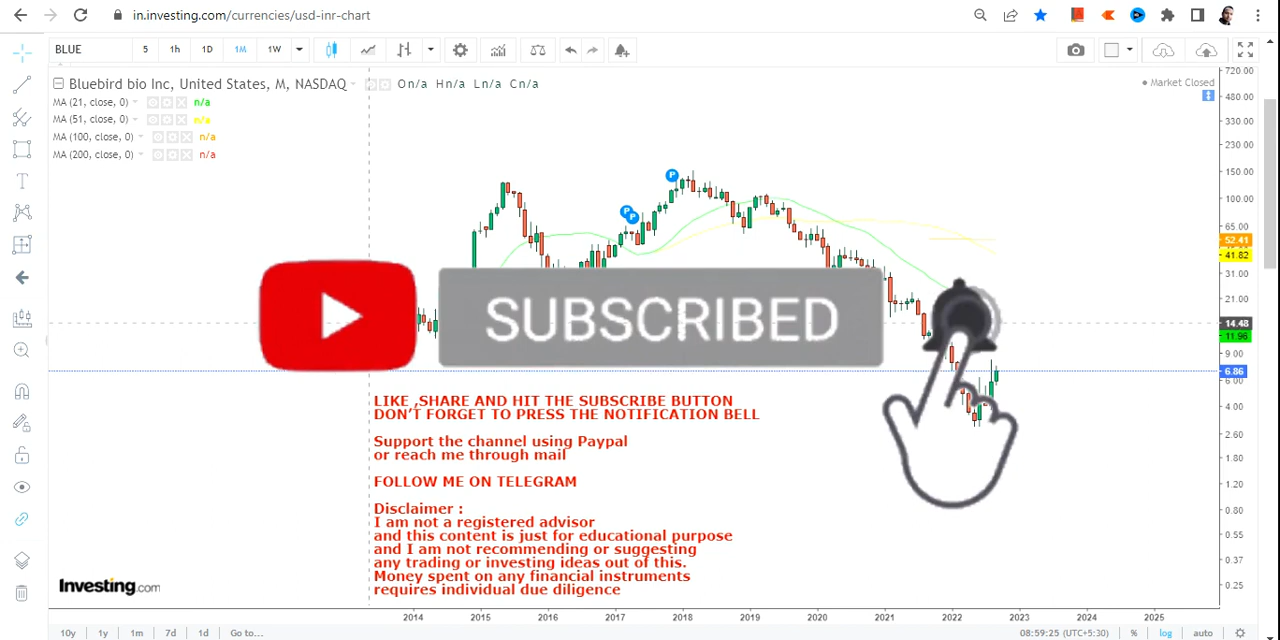 in.investing.com/currencies/usd-inr-chart
BLUE 5 1h 1D 1M 1W
Bluebird bio Inc, United States, M, NASDAQ On/a Hn/a Ln/a Cn/a
Market Closed
MA (21, close, 0) n/a
MA (51, close, 0) n/a
MA (100, close, 0) n/a
MA (200, close, 0) n/a
P
P
P
720.00
480.00
330.00
230.00
150.00
100.00
65.00
52.41
41.82
31.00
21.00
14.48
11.96
9.00
6.86
6.00
4.00
2.60
1.80
1.20
0.80
0.55
0.37
0.25
SUBSCRIBED
LIKE ,SHARE AND HIT THE SUBSCRIBE BUTTON
DON'T FORGET TO PRESS THE NOTIFICATION BELL
Support the channel using Paypal
or reach me through mail
FOLLOW ME ON TELEGRAM
Disclaimer :
I am not a registered advisor
and this content is just for educational purpose
and I am not recommending or suggesting
any trading or investing ideas out of this.
Money spent on any financial instruments
requires individual due diligence
Investing.com
2014 2015 2016 2017 2018 2019 2020 2021 2022 2023 2024 2025
10y 1y 1m 7d 1d Go to... 08:59:25 (UTC+5:30) % log auto